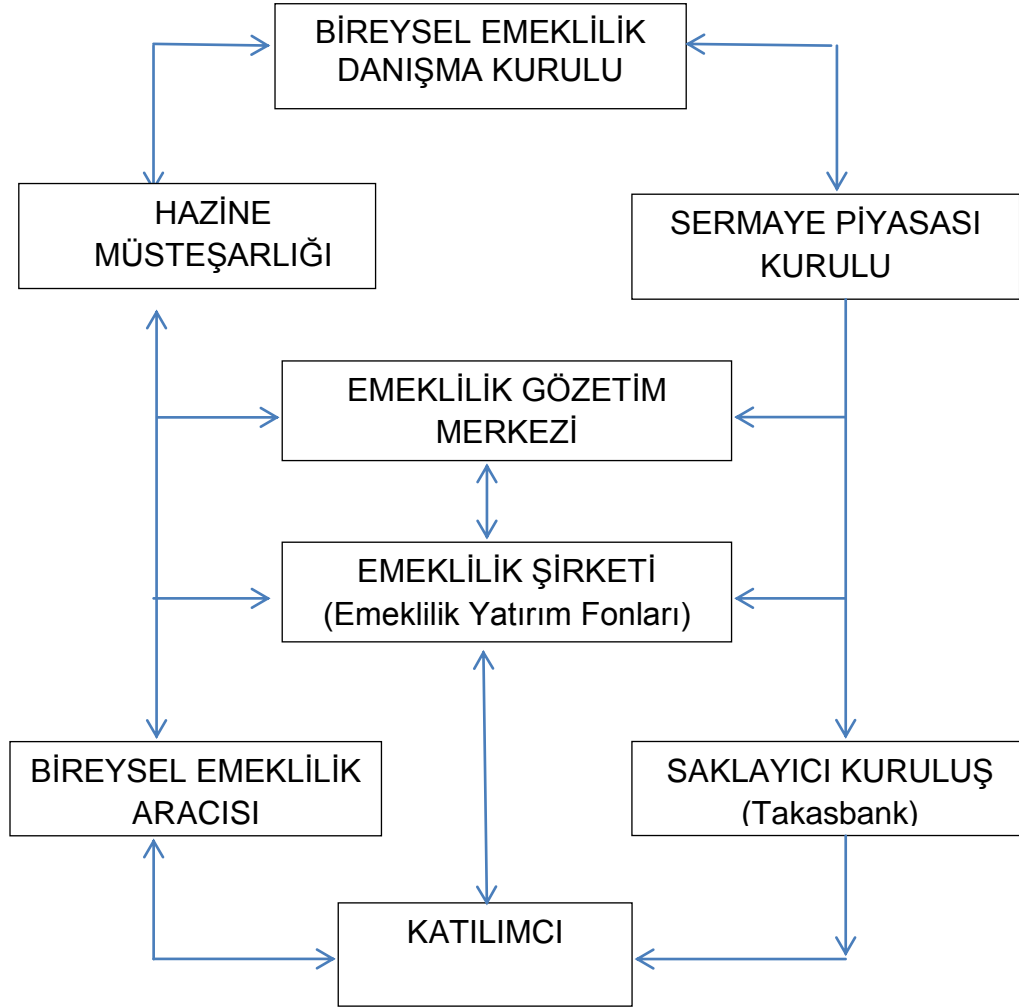 BİREYSEL EMEKLİLİK
DANIŞMA KURULU
HAZİNE
MÜSTEŞARLIĞI
SERMAYE PİYASASI
KURULU
EMEKLİLİK GÖZETİM
MERKEZİ
EMEKLİLİK ŞİRKETİ
(Emeklilik Yatırım Fonları)
BİREYSEL EMEKLİLİK
ARACISI
SAKLAYICI KURULUŞ
(Takasbank)
KATILIMCI